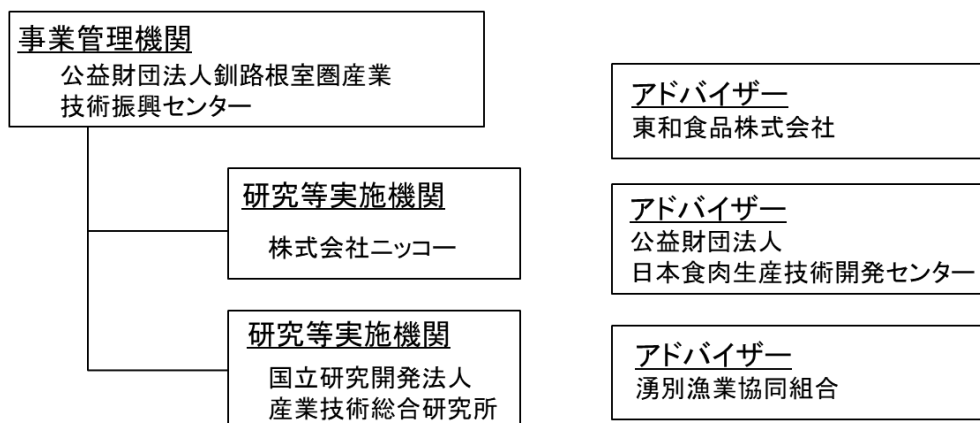 事業管理機関
公益財団法人釧路根室圏産業
技術振興センター
研究等実施機関
株式会社ニッコー
研究等実施機関
国立研究開発法人
産業技術総合研究所
アドバイザー
東和食品株式会社
アドバイザー
公益財団法人
日本食肉生産技術開発センター
アドバイザー
湧別漁業協同組合